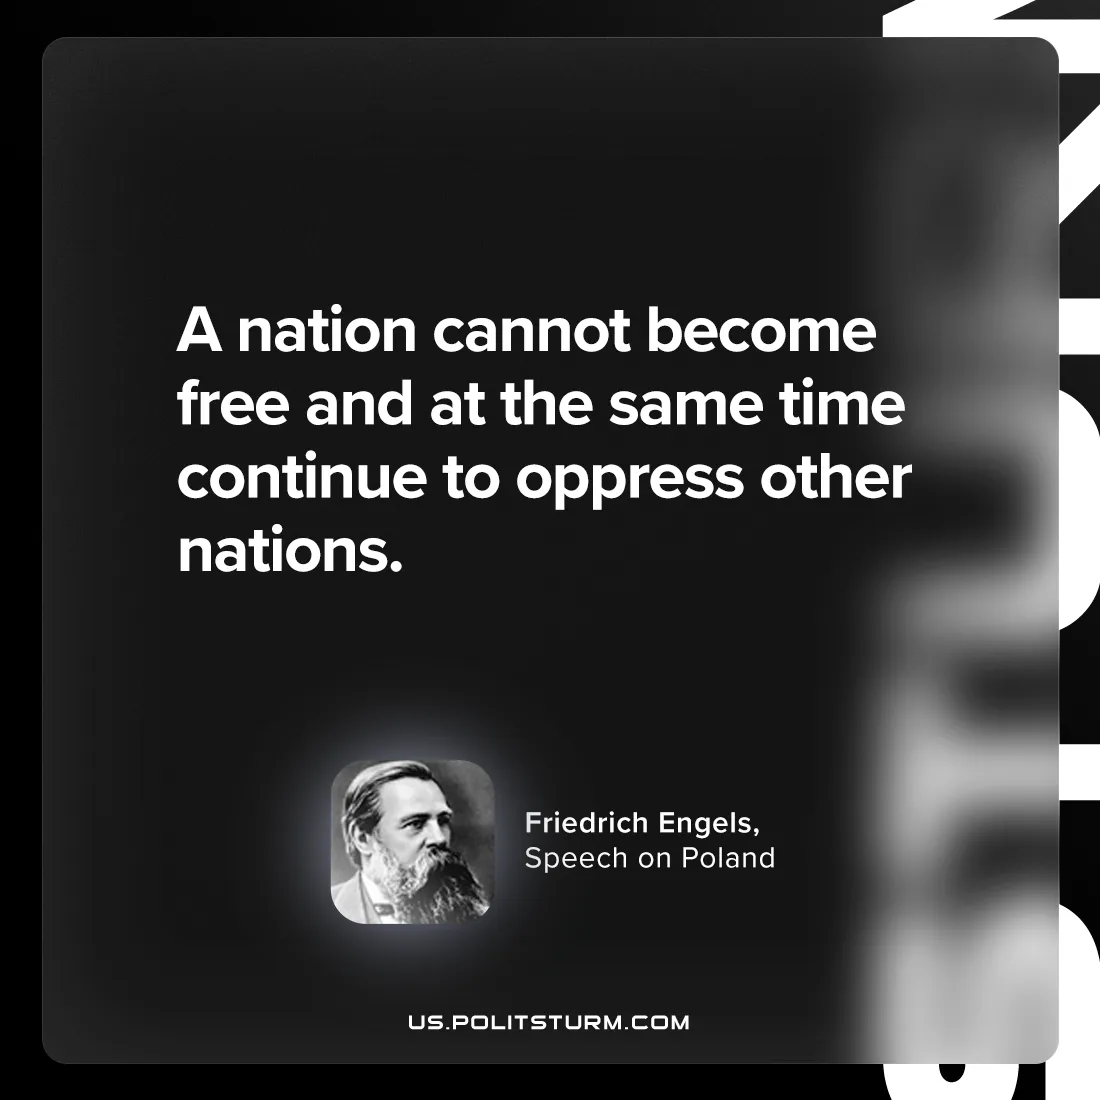 A nation cannot become
free and at the same time
continue to oppress other
nations.
Friedrich Engels,
Speech on Poland
US.POLITSTURM.COM